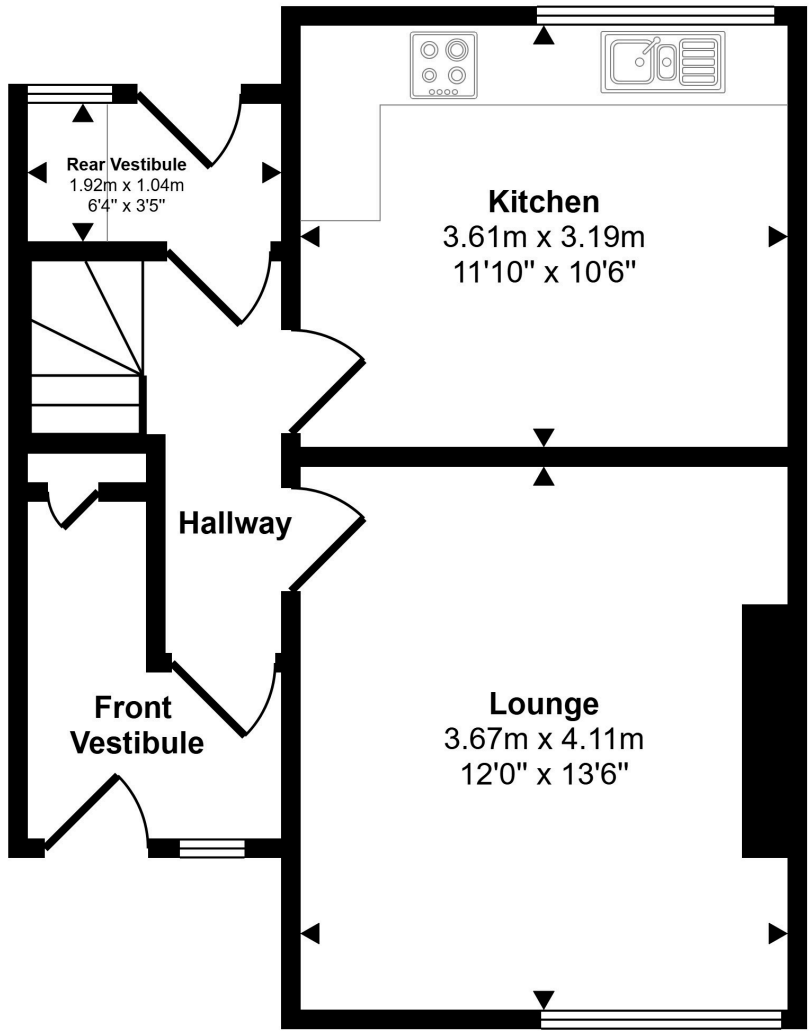 Rear Vestibule
1.92m x 1.04m
6'4" x 3'5"
Kitchen
3.61m x 3.19m
11'10" x 10'6"
Hallway
Front
Vestibule
Lounge
3.67m x 4.11m
12'0" x 13'6"